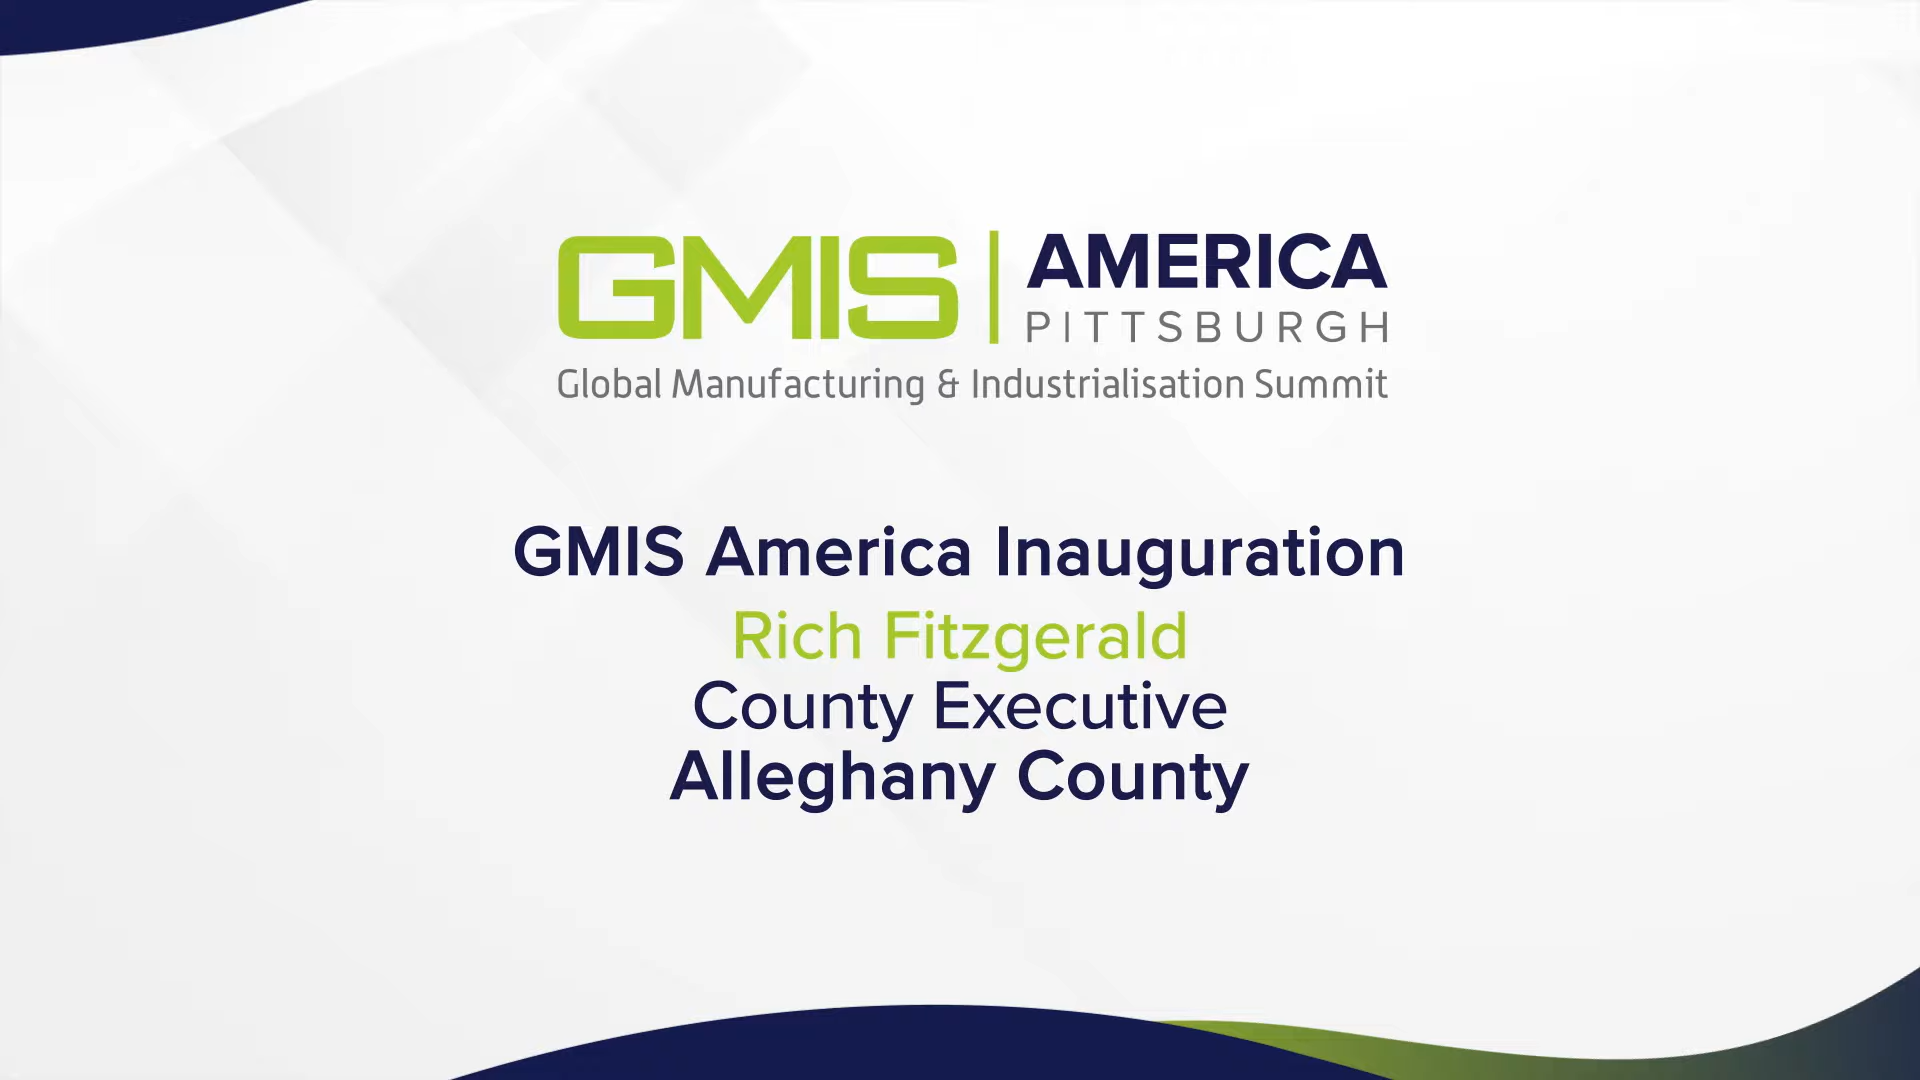 GMIS | AMERICA
PITTSBURGH
Global Manufacturing & Industrialisation Summit
GMIS America Inauguration
Rich Fitzgerald
County Executive
Alleghany County